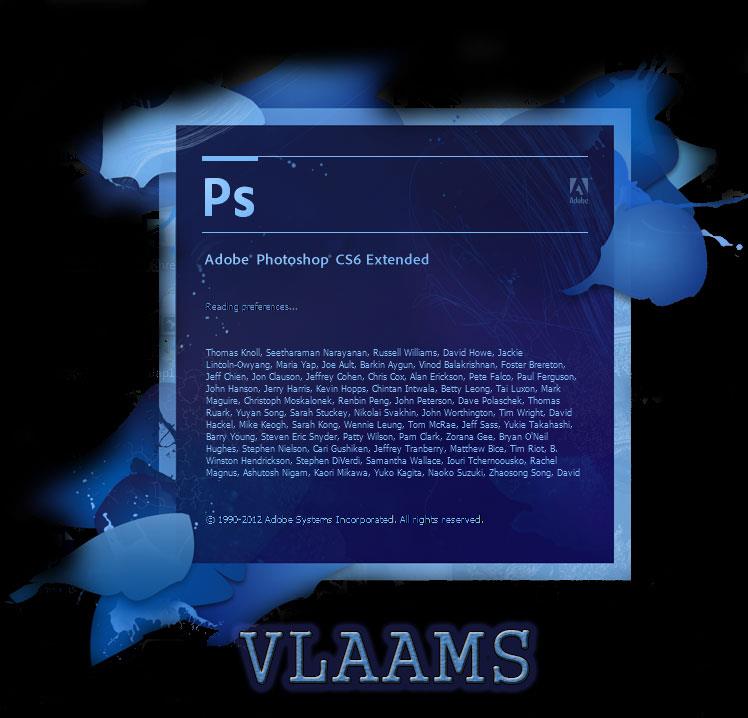 Ps
Adobe
Adobe® Photoshop® CS6 Extended
Reading preferences...
Thomas Knoll, Seetharaman Narayanan, Russell Williams, David Howe, Jackie
Lincoln-Owyang, Maria Yap, Joe Ault, Barkin Aygun, Vinod Balakrishnan, Foster Brereton,
Jeff Chien, Jon Clauson, Jeffrey Cohen, Chris Cox, Alan Erickson, Pete Falco, Paul Ferguson,
John Hanson, Jerry Harris, Kevin Hopps, Chintan Intwala, Betty Leong, Tai Luxon, Mark
Maguire, Christoph Moskalonek, Renbin Peng, John Peterson, Dave Polaschek, Thomas
Ruark, Yuyan Song, Sarah Stuckey, Nikolai Svakhin, John Worthington, Tim Wright, David
Hackel, Mike Keogh, Sarah Kong, Wennie Leung, Tom McRae, Jeff Sass, Yukie Takahashi,
Barry Young, Steven Eric Snyder, Patty Wilson, Pam Clark, Zorana Gee, Bryan O'Neil
Hughes, Stephen Nielson, Cari Gushiken, Jeffrey Tranberry, Matthew Bice, Tim Riot, B.
Winston Hendrickson, Stephen DiVerdi, Samantha Wallace, Iouri Tchernoousko, Rachel
Magnus, Ashutosh Nigam, Kaori Mikawa, Yuko Kagita, Naoko Suzuki, Zhaosong Song, David
© 1990-2012 Adobe Systems Incorporated. All rights reserved.
VLAAMS